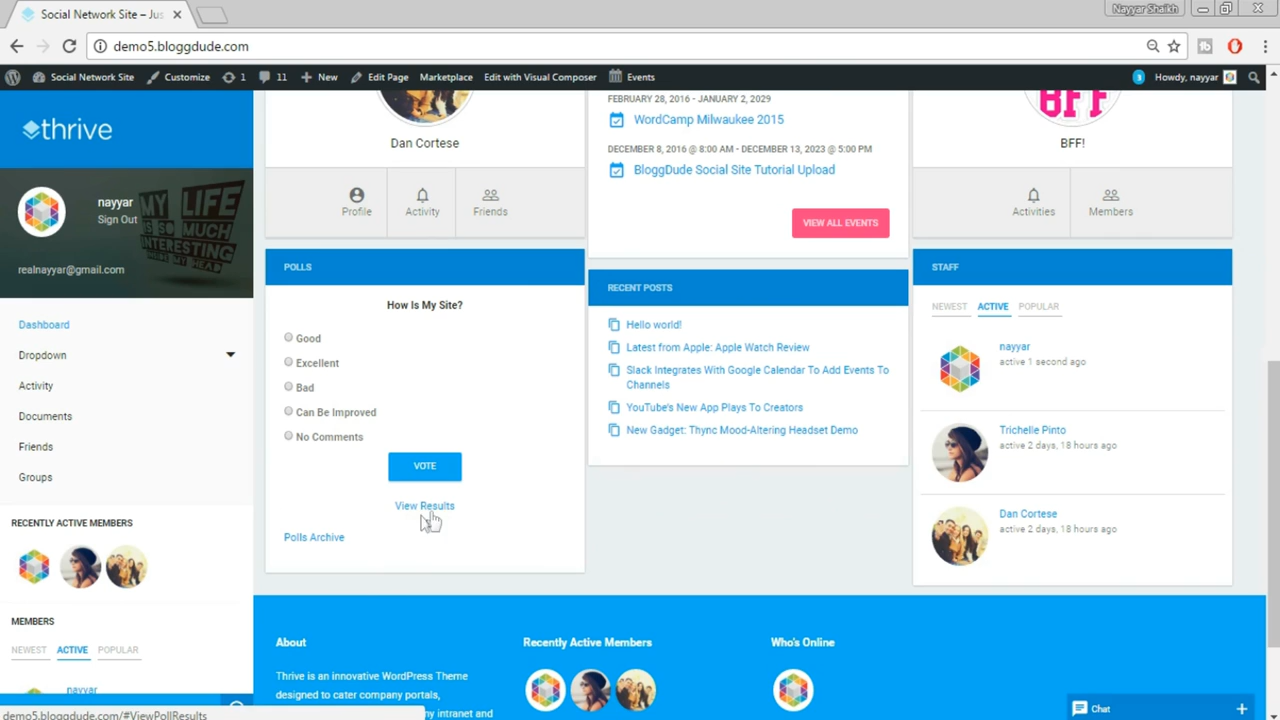 Social Network Site – Jus
Nayyar Shaikh
demo5.bloggdude.com
Social Network Site
Customize
1
11
New
Edit Page
Marketplace
Edit with Visual Composer
Events
3
Howdy, nayyar
thrive
nayyar
Sign Out
realnayyar@gmail.com
MY LIFE
IS SO MUCH
INTERESTING
INSIDE MY HEAD
Dashboard
Dropdown
Activity
Documents
Friends
Groups
RECENTLY ACTIVE MEMBERS
MEMBERS
NEWEST ACTIVE POPULAR
nayyar
demo5.bloggdude.com/#ViewPollResults
Dan Cortese
Profile Activity Friends
POLLS
How Is My Site?
Good
Excellent
Bad
Can Be Improved
No Comments
VOTE
View Results
Polls Archive
FEBRUARY 28, 2016 - JANUARY 2, 2029
WordCamp Milwaukee 2015
DECEMBER 8, 2016 @ 8:00 AM - DECEMBER 13, 2023 @ 5:00 PM
BloggDude Social Site Tutorial Upload
VIEW ALL EVENTS
RECENT POSTS
Hello world!
Latest from Apple: Apple Watch Review
Slack Integrates With Google Calendar To Add Events To
Channels
YouTube's New App Plays To Creators
New Gadget: Thync Mood-Altering Headset Demo
BFF!
BFF!
Activities Members
STAFF
NEWEST ACTIVE POPULAR
nayyar
active 1 second ago
Trichelle Pinto
active 2 days, 18 hours ago
Dan Cortese
active 2 days, 18 hours ago
About
Thrive is an innovative WordPress Theme
designed to cater company portals,
ny intranet and
Recently Active Members
Who's Online
Chat